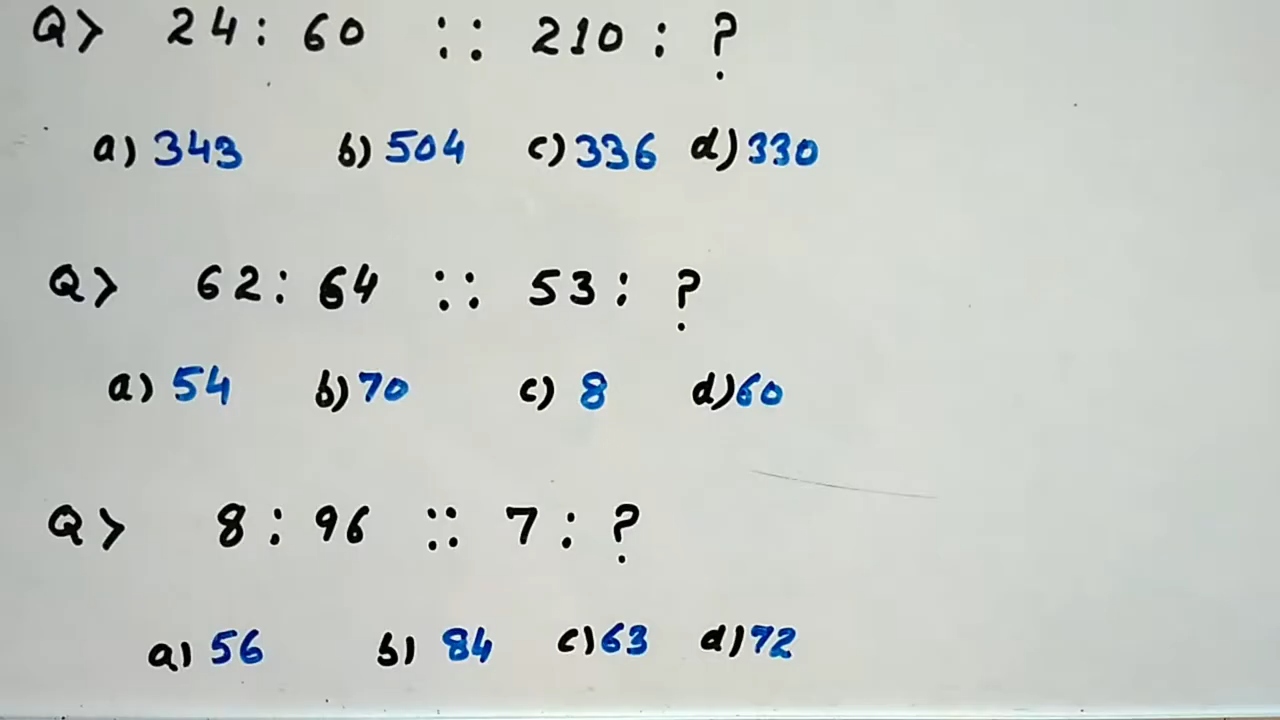 Q> 24 : 60 :: 210 : ?
a) 343 b) 504 c) 336 d) 330
Q> 62 : 64 :: 53 : ?
a) 54 b) 70 c) 8 d) 60
Q> 8 : 96 :: 7 : ?
a) 56 b) 84 c) 63 d) 72